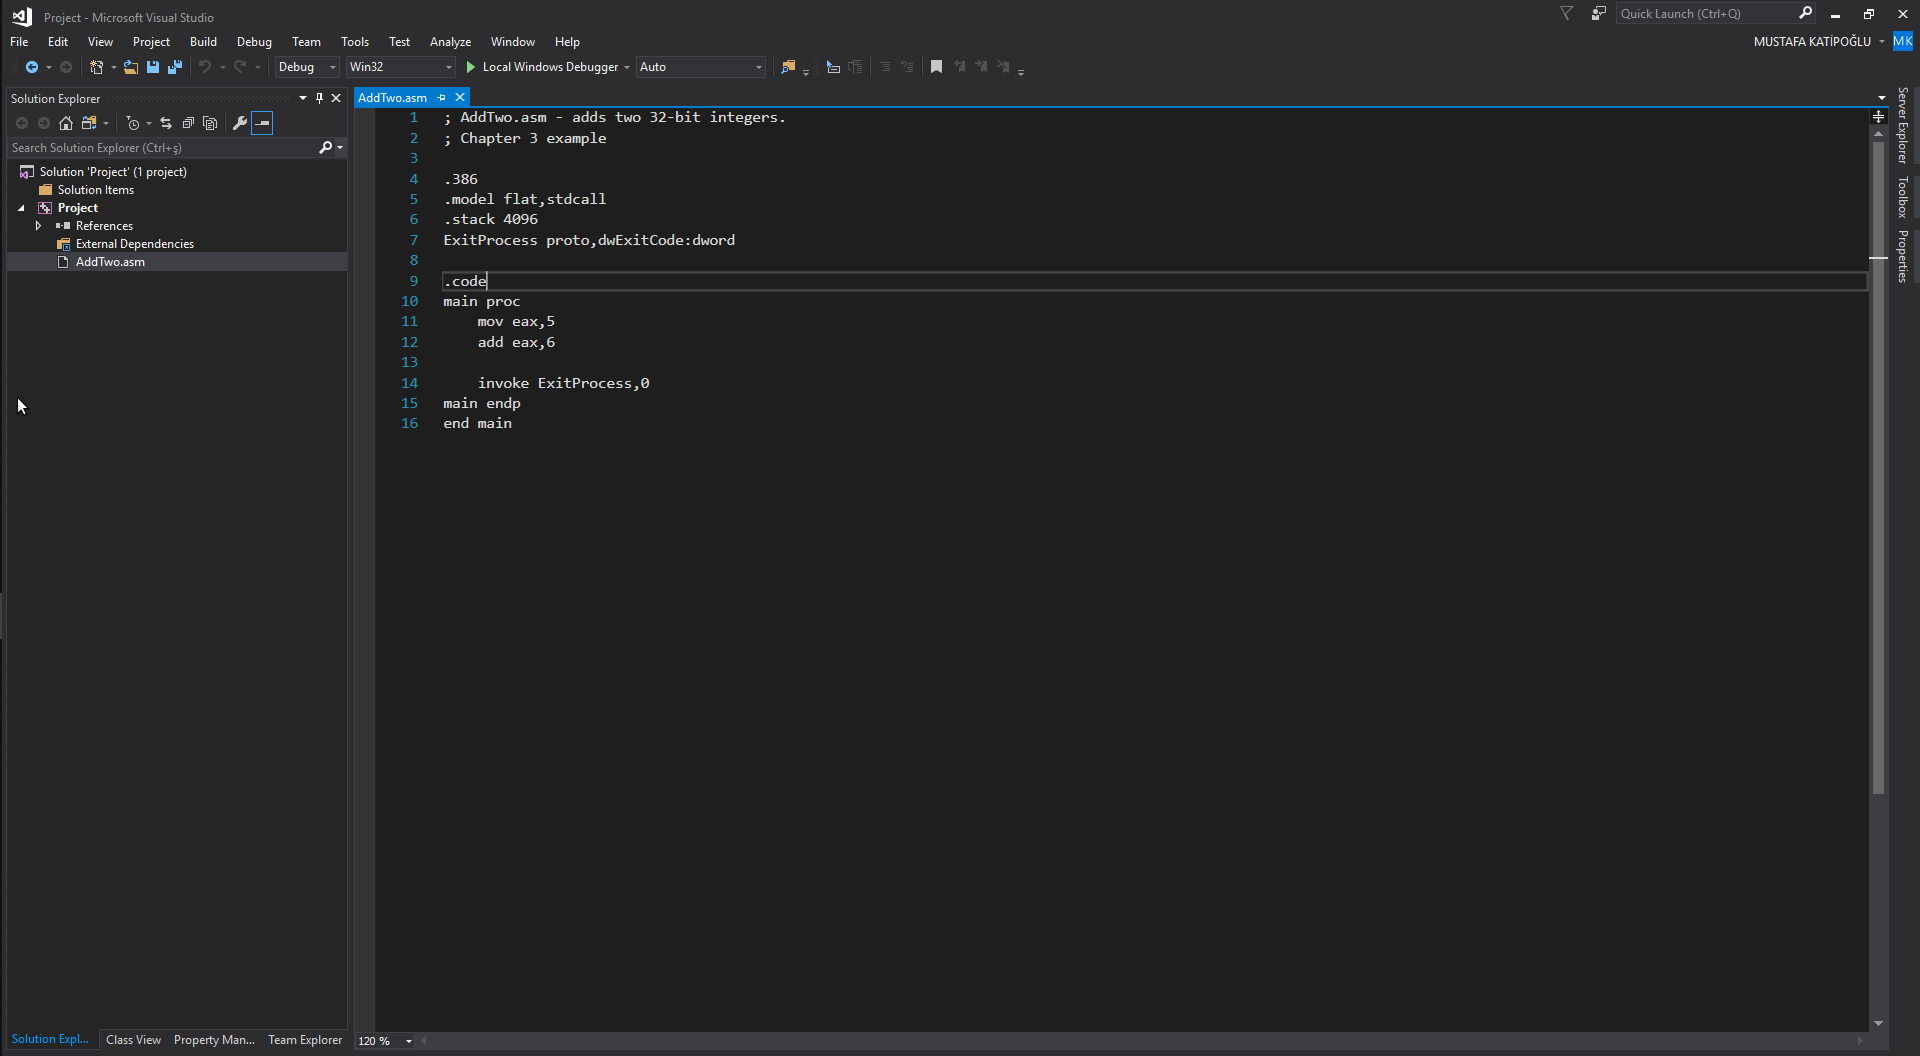 Project - Microsoft Visual Studio
Quick Launch (Ctrl+Q)
File Edit View Project Build Debug Team Tools Test Analyze Window Help
MUSTAFA KATİPOĞLU MK
Debug Win32 Local Windows Debugger Auto
Solution Explorer
Search Solution Explorer (Ctrl+ş)
Solution 'Project' (1 project)
Solution Items
Project
References
External Dependencies
AddTwo.asm
Solution Expl... Class View Property Man... Team Explorer
AddTwo.asm
1 ; AddTwo.asm - adds two 32-bit integers.
2 ; Chapter 3 example
3
4 .386
5 .model flat,stdcall
6 .stack 4096
7 ExitProcess proto,dwExitCode:dword
8
9 .code
10 main proc
11 mov eax,5
12 add eax,6
13
14 invoke ExitProcess,0
15 main endp
16 end main
120 %
Server Explorer
Toolbox
Properties